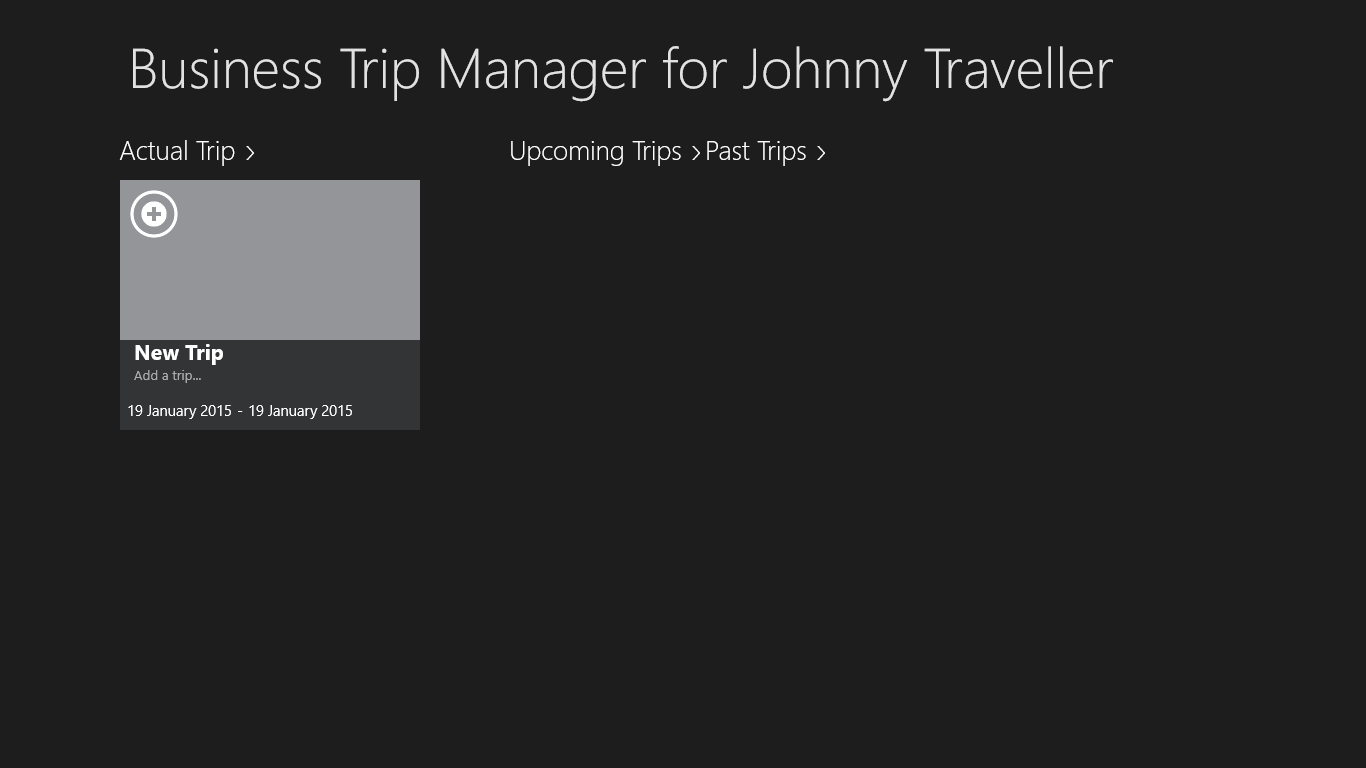 Business Trip Manager for Johnny Traveller
Actual Trip
Upcoming Trips
Past Trips
New Trip
Add a trip...
19 January 2015 - 19 January 2015